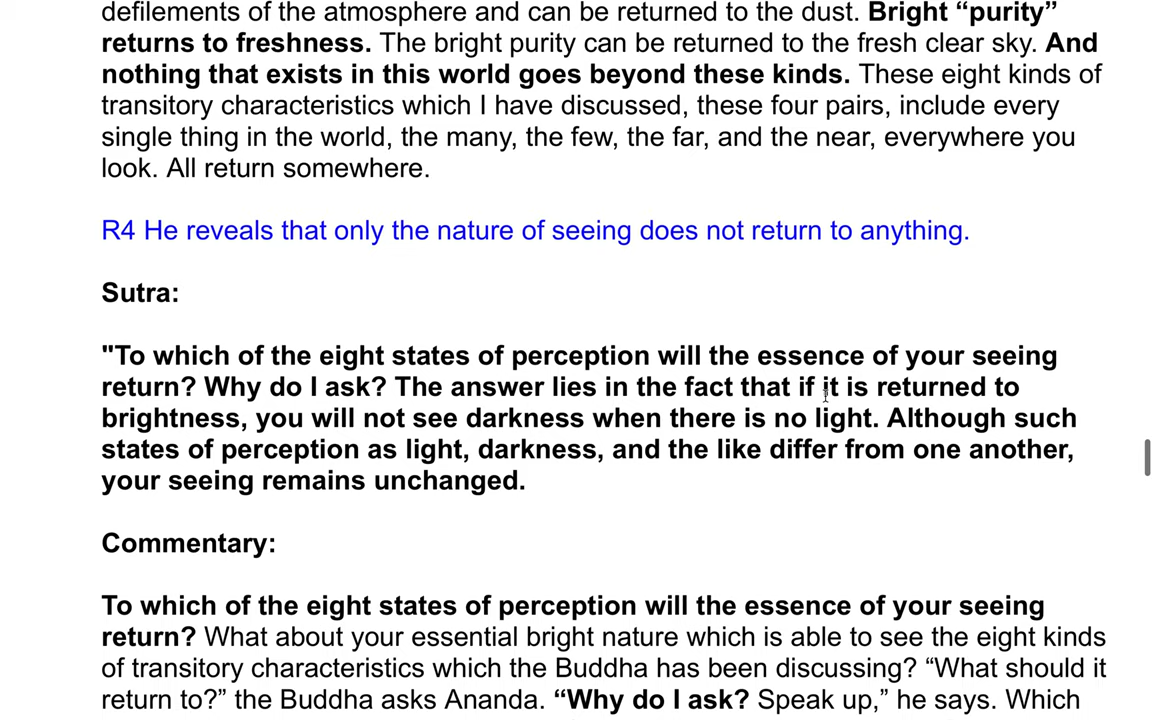 defilements of the atmosphere and can be returned to the dust. Bright “purity”
returns to freshness. The bright purity can be returned to the fresh clear sky. And
nothing that exists in this world goes beyond these kinds. These eight kinds of
transitory characteristics which I have discussed, these four pairs, include every
single thing in the world, the many, the few, the far, and the near, everywhere you
look. All return somewhere.
R4 He reveals that only the nature of seeing does not return to anything.
Sutra:
"To which of the eight states of perception will the essence of your seeing
return? Why do I ask? The answer lies in the fact that if it is returned to
brightness, you will not see darkness when there is no light. Although such
states of perception as light, darkness, and the like differ from one another,
your seeing remains unchanged.
Commentary:
To which of the eight states of perception will the essence of your seeing
return? What about your essential bright nature which is able to see the eight kinds
of transitory characteristics which the Buddha has been discussing? “What should it
return to?” the Buddha asks Ananda. “Why do I ask? Speak up,” he says. Which